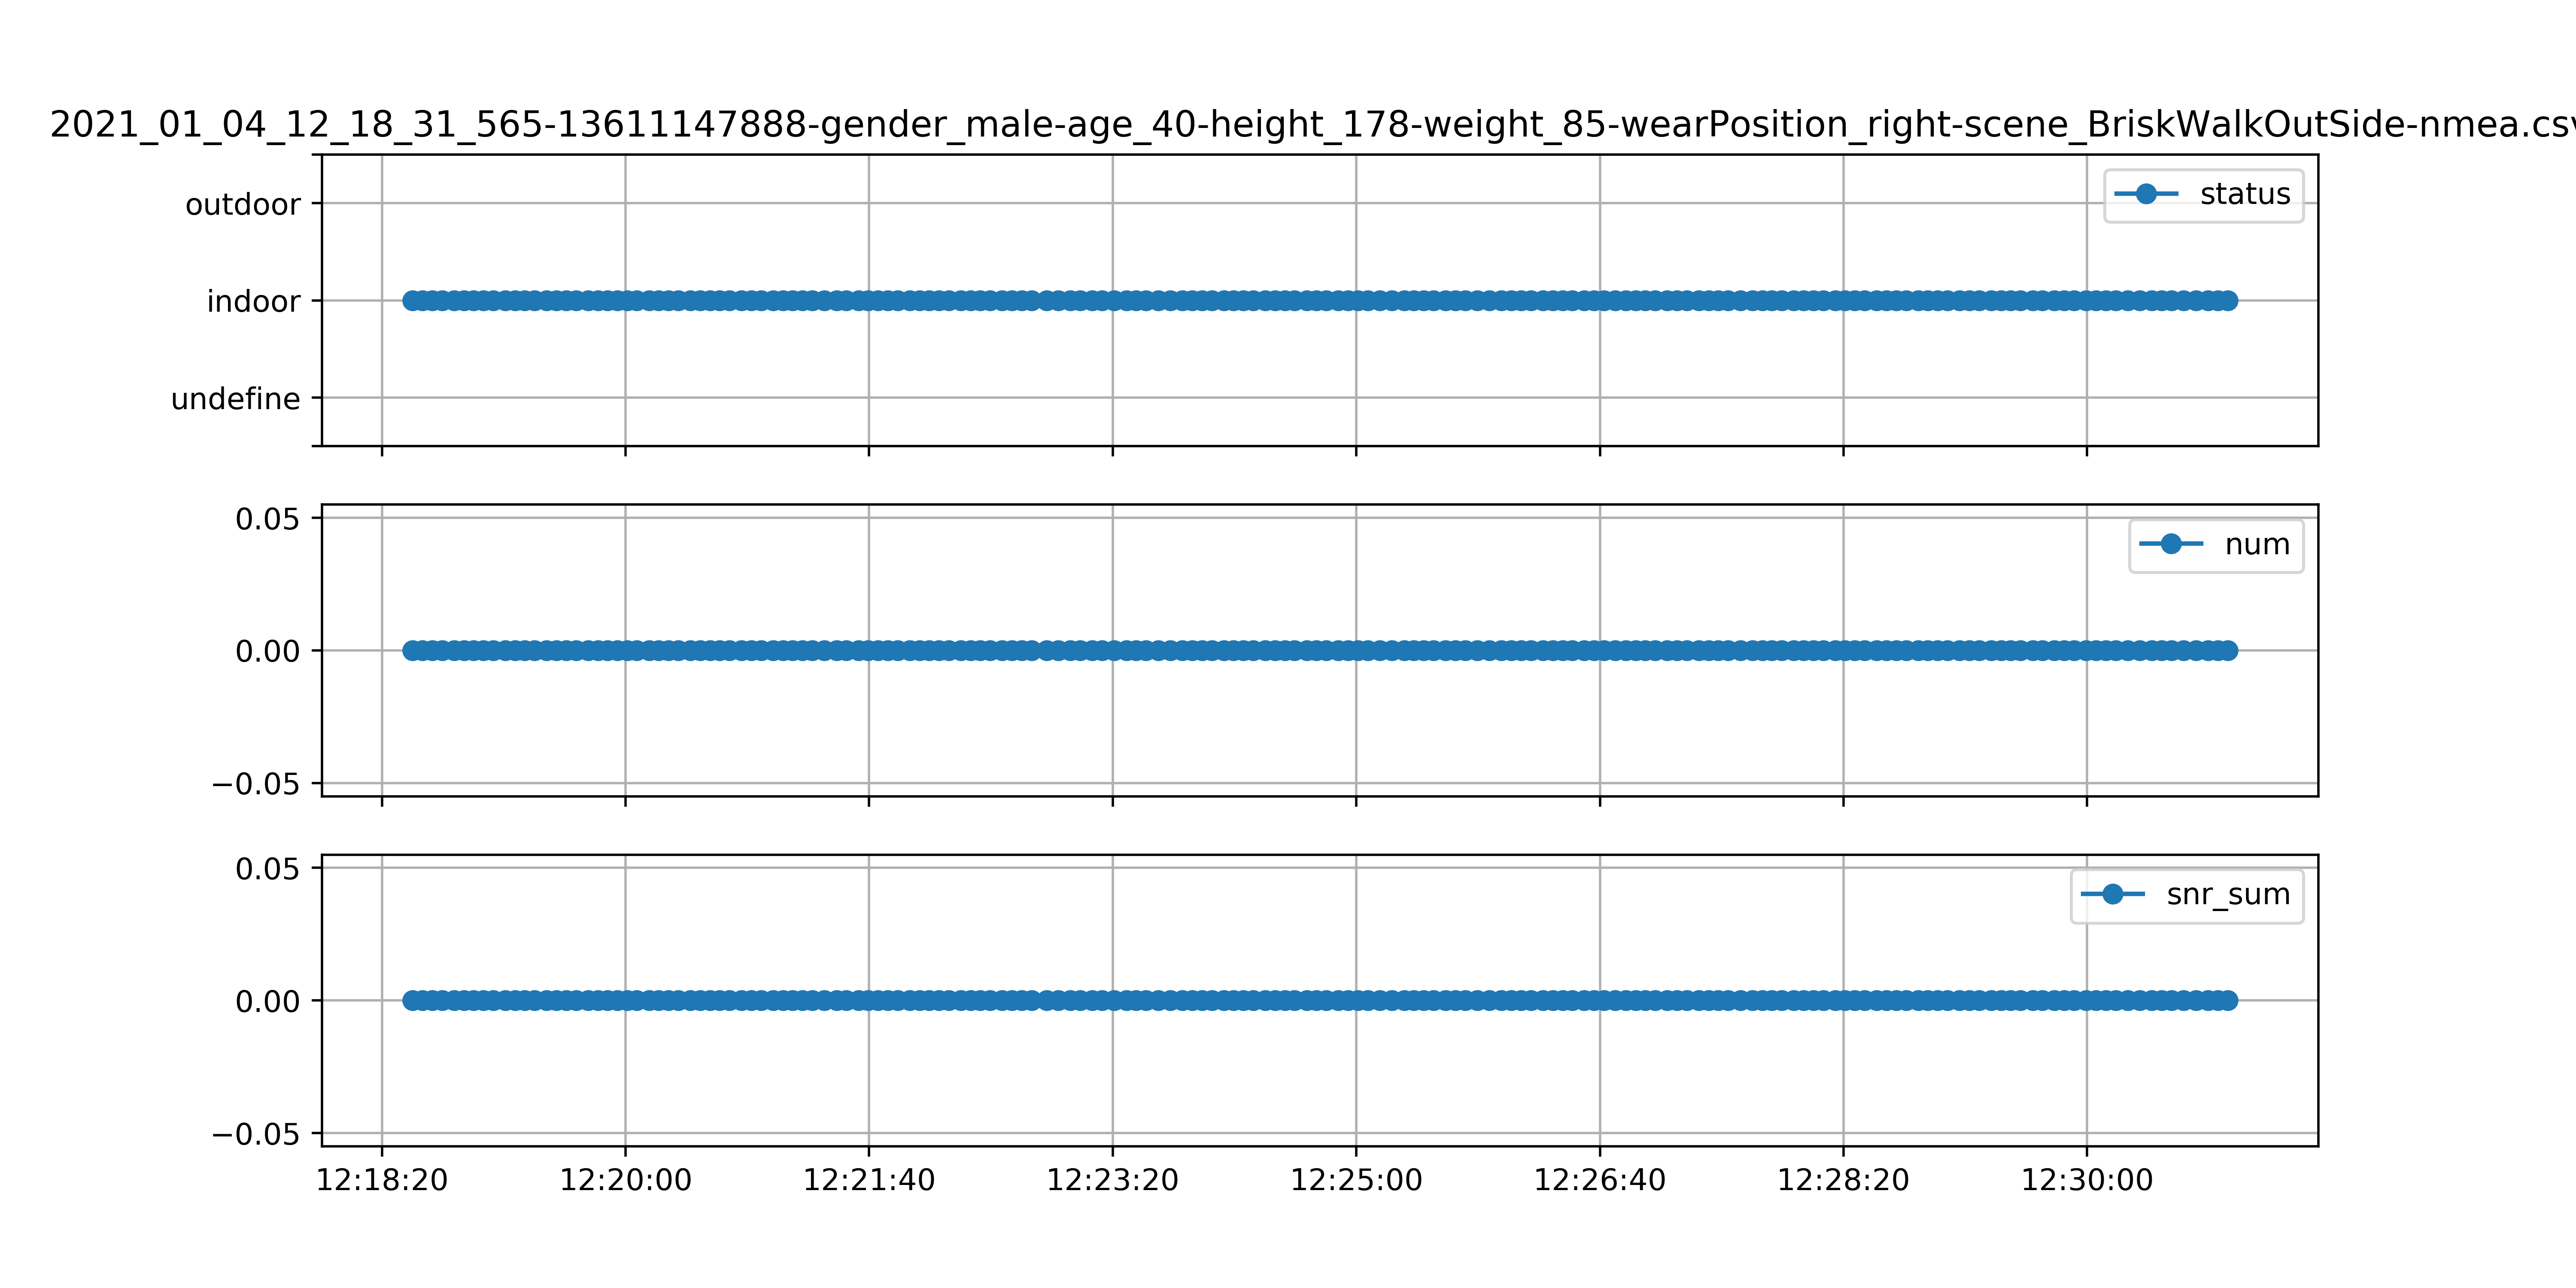 2021_01_04_12_18_31_565-13611147888-gender_male-age_40-height_178-weight_85-wearPosition_right-scene_BriskWalkOutSide-nmea.csv
status
outdoor
indoor
undefine
num
0.05
0.00
−0.05
snr_sum
0.05
0.00
−0.05
12:18:20 12:20:00 12:21:40 12:23:20 12:25:00 12:26:40 12:28:20 12:30:00